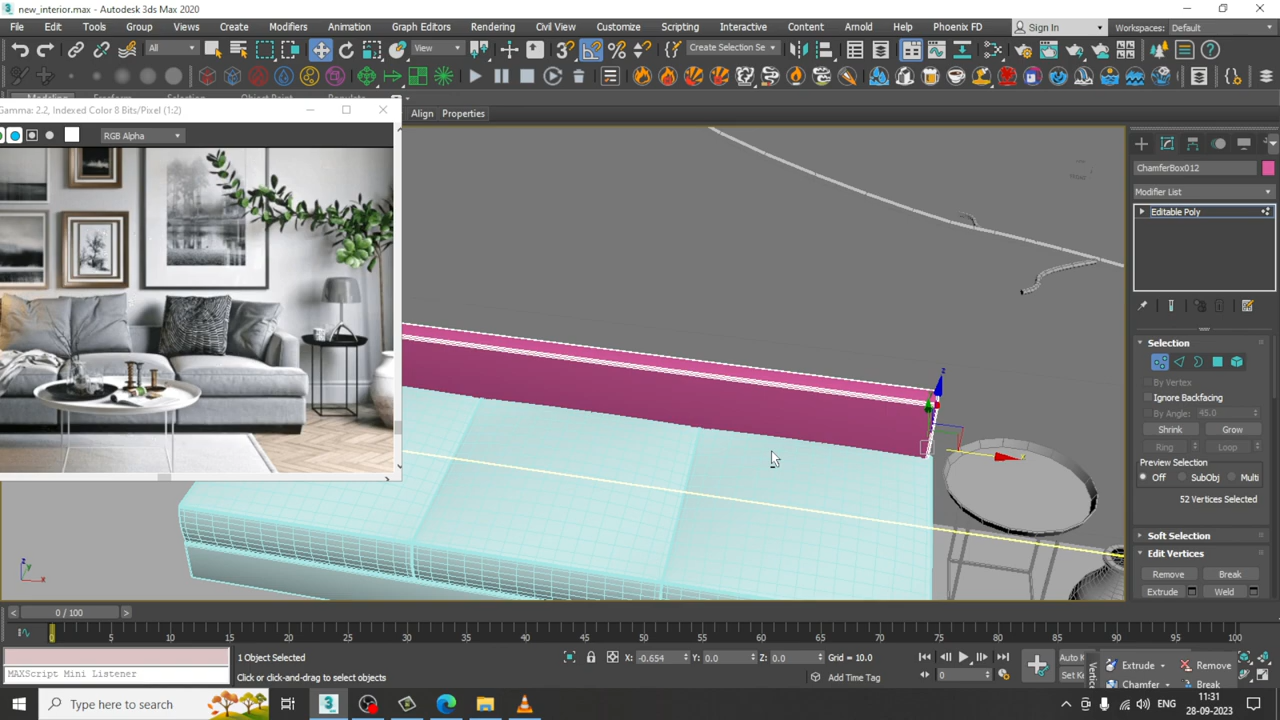 new_interior.max - Autodesk 3ds Max 2020
File Edit Tools Group Views Create Modifiers Animation Graph Editors Rendering Civil View Customize Scripting Interactive Content Arnold Help Phoenix FD Sign In Workspaces: Default
All View Create Selection Se
Modeling
Align Properties
Gamma: 2.2, Indexed Color 8 Bits/Pixel (1:2)
RGB Alpha
ChamferBox012
Modifier List
Editable Poly
Selection
By Vertex
Ignore Backfacing
By Angle: 45.0
Shrink Grow
Ring Loop
Preview Selection
Off SubObj Multi
52 Vertices Selected
Soft Selection
Edit Vertices
Remove Break
Extrude Weld
z
y
x
z
x
0 / 100
0 5 10 15 20 25 30 35 40 45 50 55 60 65 70 75 80 85 90 95 100
1 Object Selected
X: -0.654 Y: 0.0 Z: 0.0 Grid = 10.0
Auto K
Extrude Remove
MAXScript Mini Listener
Click or click-and-drag to select objects
Add Time Tag
0
Set Ke
Vertic
Chamfer Break
Type here to search
ENG
11:31
28-09-2023